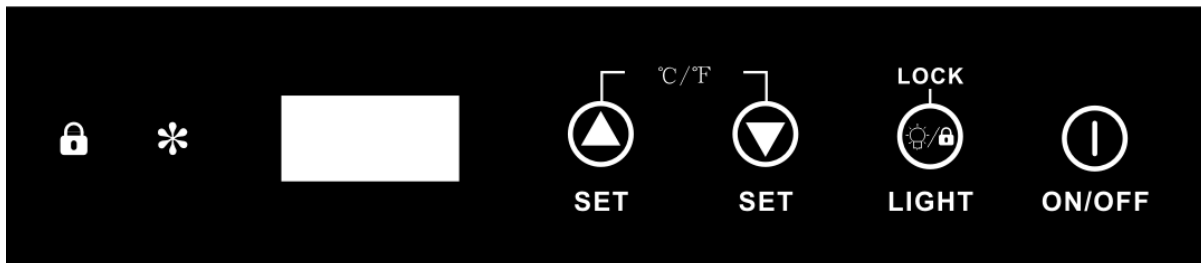 ℃/℉
LOCK
SET
SET
LIGHT
ON/OFF